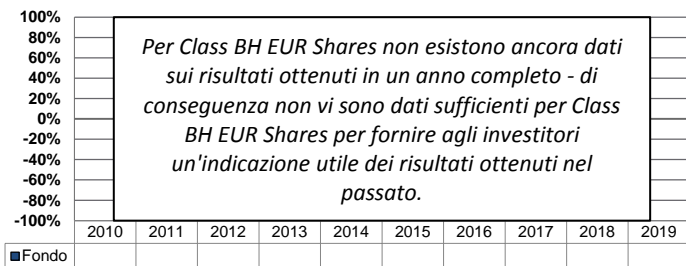 100%
80%
60%
40%
20%
0%
-20%
-40%
-60%
-80%
-100%
Per Class BH EUR Shares non esistono ancora dati
sui risultati ottenuti in un anno completo - di
conseguenza non vi sono dati sufficienti per Class
BH EUR Shares per fornire agli investitori
un'indicazione utile dei risultati ottenuti nel
passato.
2010 2011 2012 2013 2014 2015 2016 2017 2018 2019
Fondo